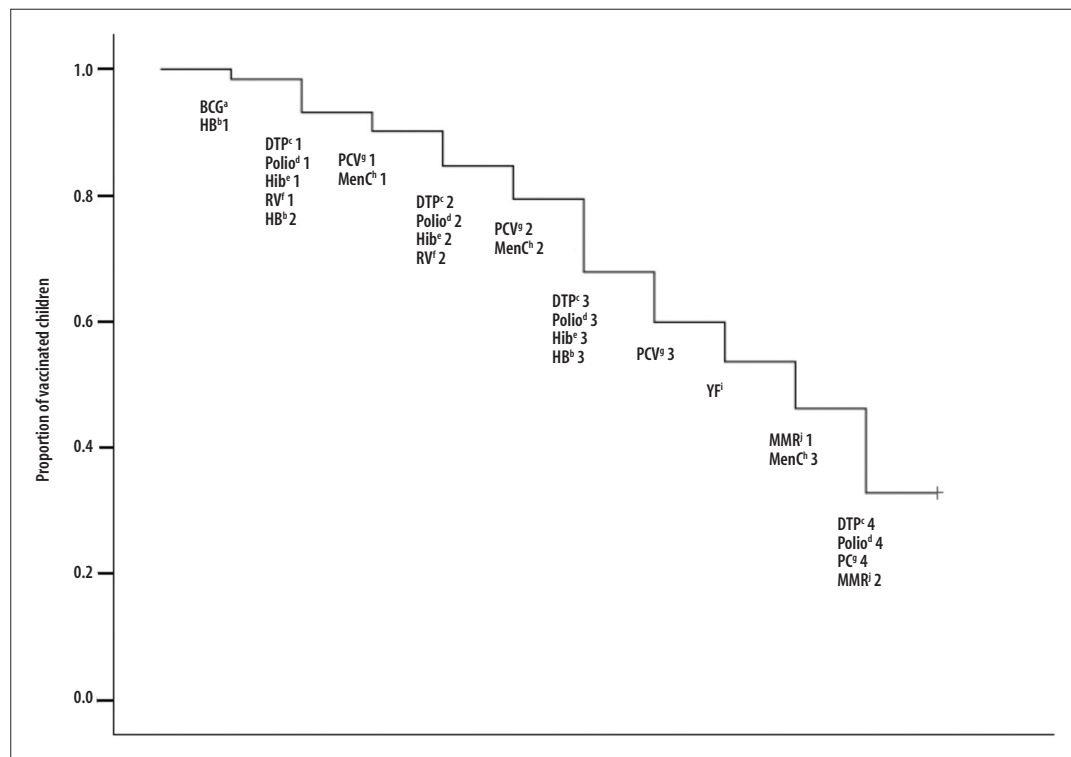 Proportion of vaccinated children
1.0
0.8
0.6
0.4
0.2
0.0
BCGᵃ
HBᵇ1
DTPᶜ 1
Polioᵈ 1
Hibᵉ 1
RVᶠ 1
HBᵇ 2
PCVᵍ 1
MenCʰ 1
DTPᶜ 2
Polioᵈ 2
Hibᵉ 2
RVᶠ 2
PCVᵍ 2
MenCʰ 2
DTPᶜ 3
Polioᵈ 3
Hibᵉ 3
HBᵇ 3
PCVᵍ 3
YFⁱ
MMRʲ 1
MenCʰ 3
DTPᶜ 4
Polioᵈ 4
PCᵍ 4
MMRʲ 2